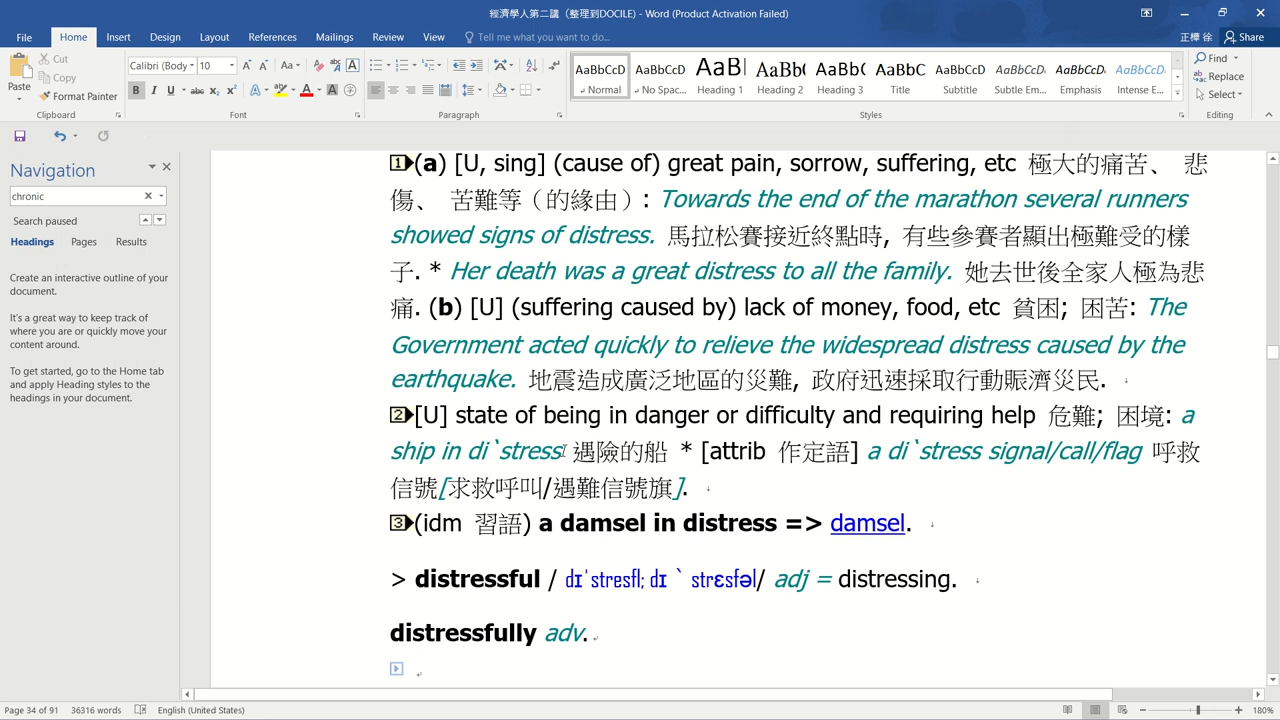 經濟學人第二講（整理到DOCILE) - Word (Product Activation Failed)
File Home Insert Design Layout References Mailings Review View Tell me what you want to do... 正樺 徐 Share
Paste Cut Copy Format Painter Clipboard
Calibri (Body 10 Aa A A B I U abc X₂ X² A A A Font
Paragraph
AaBbCcD ↲ Normal AaBbCcD ↲ No Spac... AaBl Heading 1 AaBb( Heading 2 AaBbC( Heading 3 AaBbC Title AaBbCcD Subtitle AaBbCcD Subtle Em... AaBbCcD Emphasis AaBbCcD Intense E... Styles
Find Replace Select Editing
Navigation
chronic
Search paused
Headings Pages Results
Create an interactive outline of your
document.
It's a great way to keep track of
where you are or quickly move your
content around.
To get started, go to the Home tab
and apply Heading styles to the
headings in your document.
1(a) [U, sing] (cause of) great pain, sorrow, suffering, etc 極大的痛苦、 悲
傷、 苦難等（的緣由）: Towards the end of the marathon several runners
showed signs of distress. 馬拉松賽接近終點時, 有些參賽者顯出極難受的樣
子. * Her death was a great distress to all the family. 她去世後全家人極為悲
痛. (b) [U] (suffering caused by) lack of money, food, etc 貧困; 困苦: The
Government acted quickly to relieve the widespread distress caused by the
earthquake. 地震造成廣泛地區的災難, 政府迅速採取行動賑濟災民.
2[U] state of being in danger or difficulty and requiring help 危難; 困境: a
ship in di`stress 遇險的船 * [attrib 作定語] a di`stress signal/call/flag 呼救
信號[求救呼叫/遇難信號旗].
3(idm 習語) a damsel in distress => damsel.
> distressful / dɪˈstresfl; dɪ ` strɛsfəl/ adj = distressing.
distressfully adv.
Page 34 of 91 36316 words English (United States) 180%